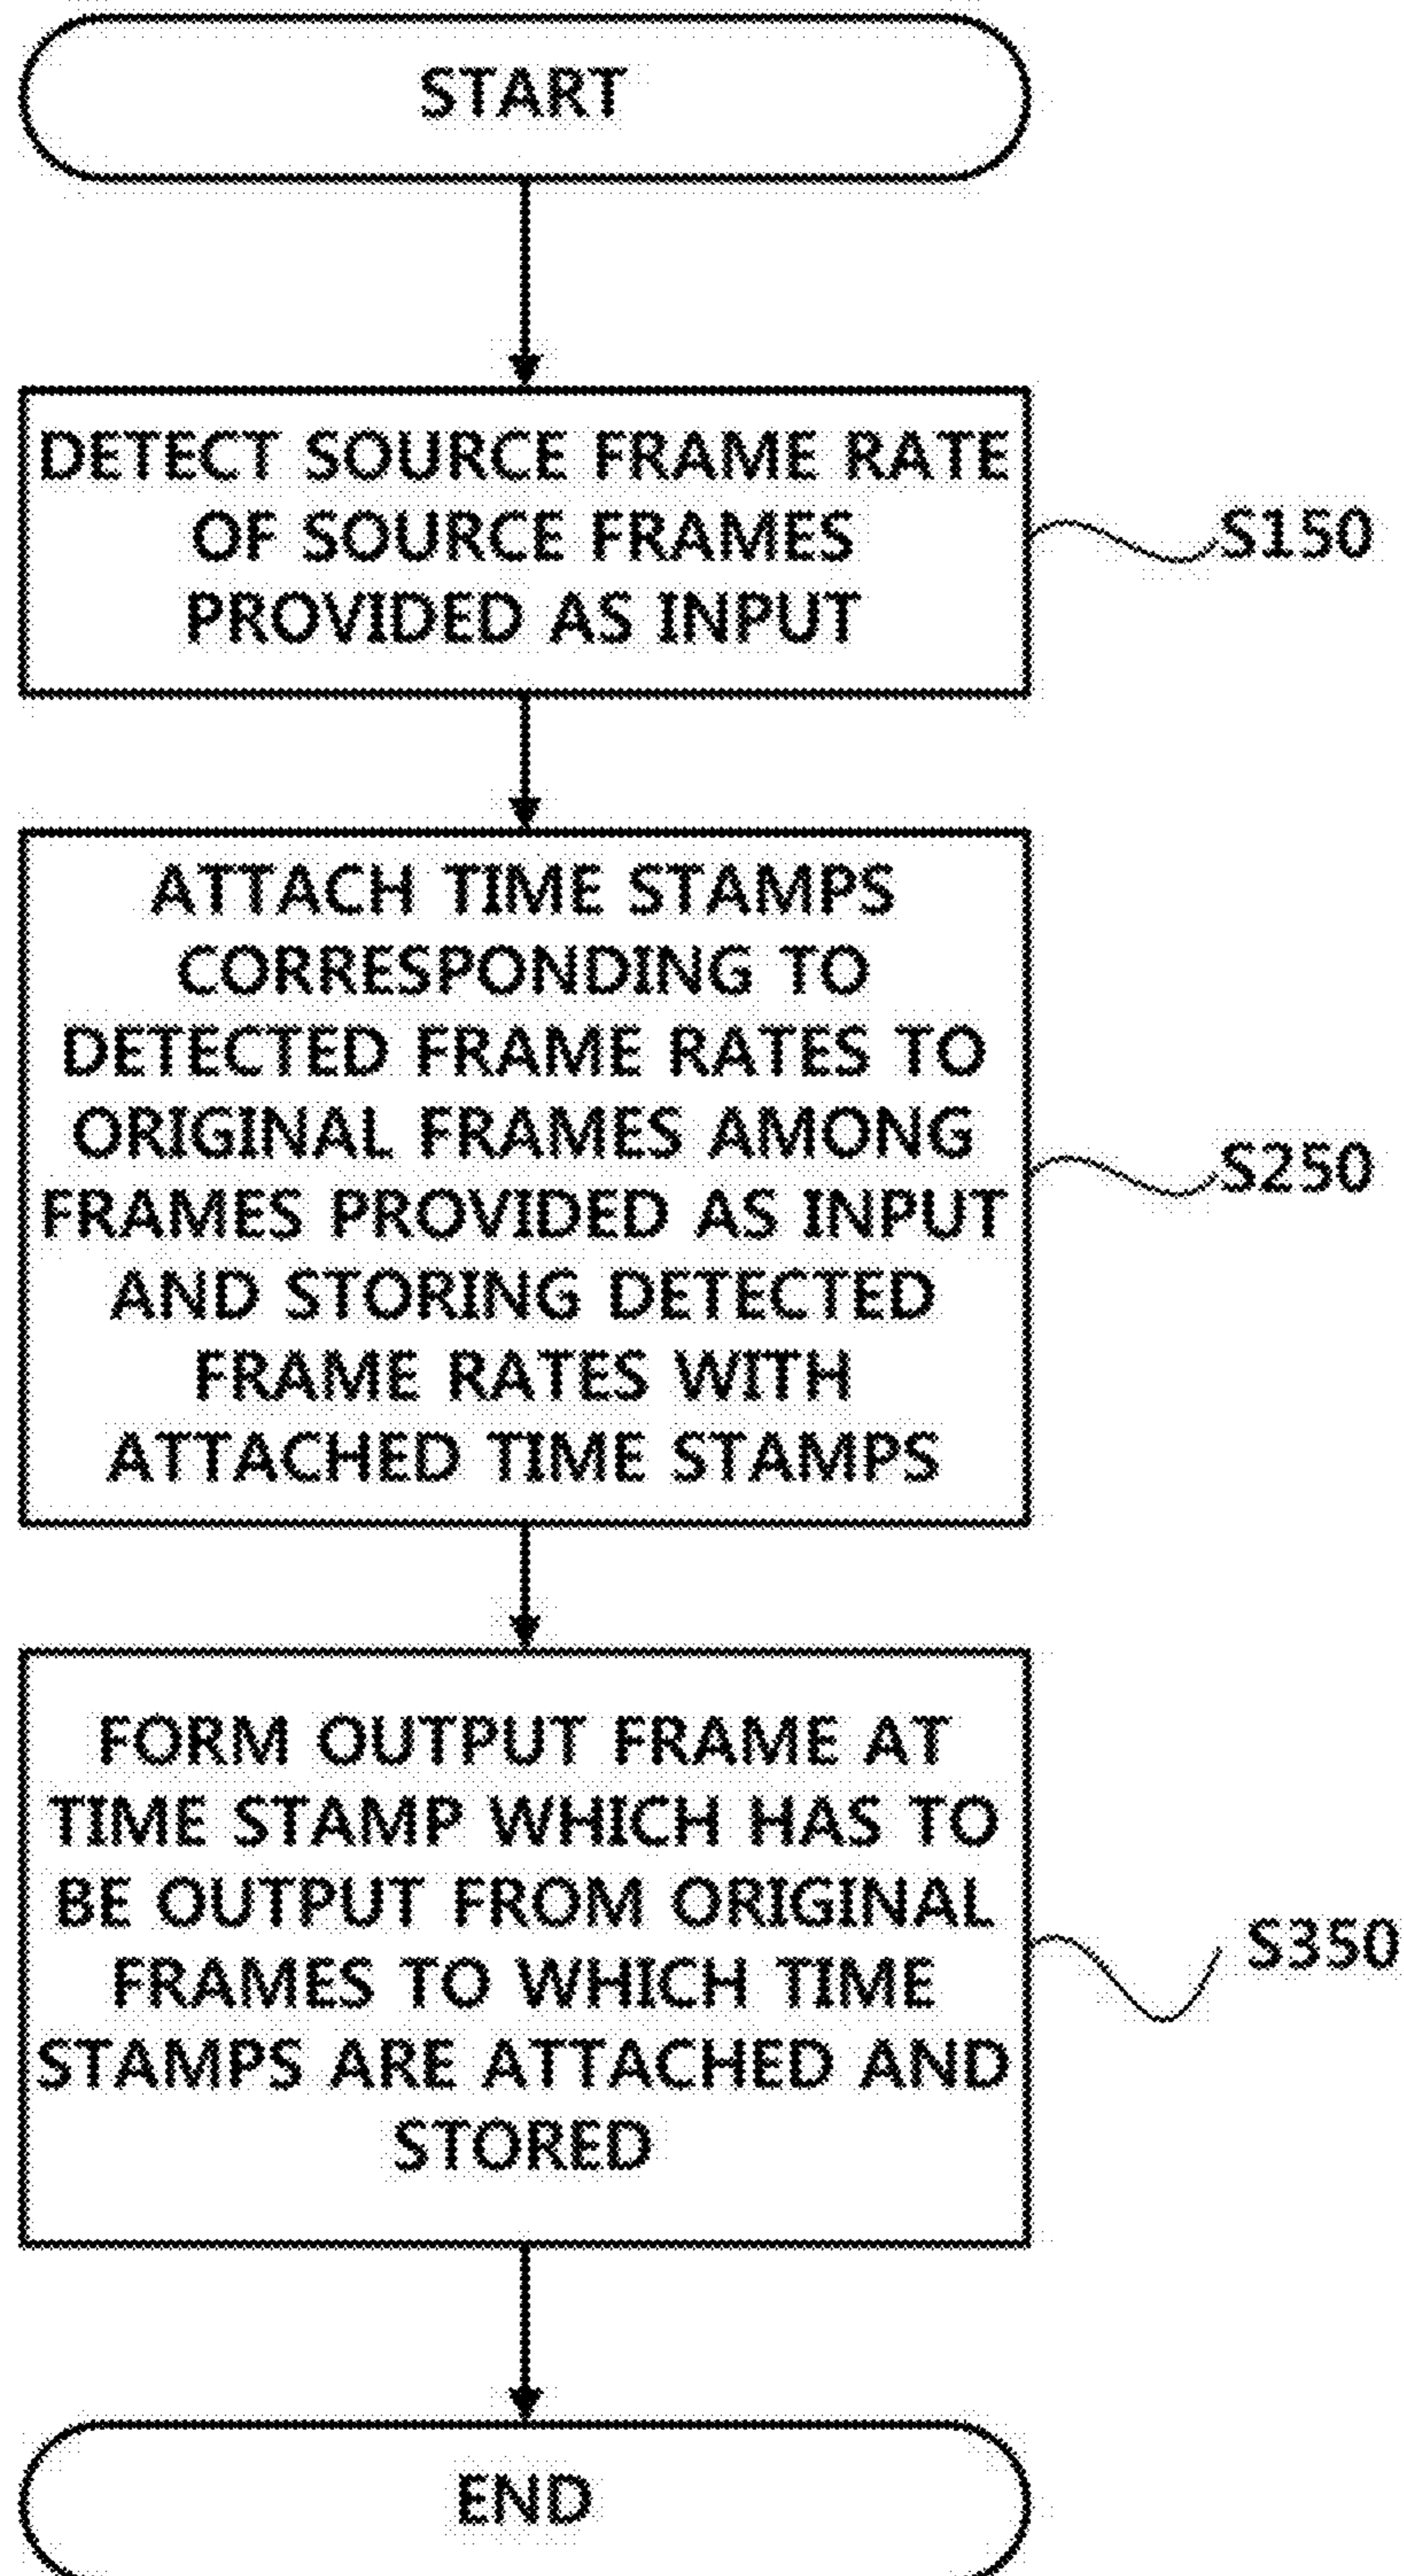 START
DETECT SOURCE FRAME RATE
OF SOURCE FRAMES
PROVIDED AS INPUT
S150
ATTACH TIME STAMPS
CORRESPONDING TO
DETECTED FRAME RATES TO
ORIGINAL FRAMES AMONG
FRAMES PROVIDED AS INPUT
AND STORING DETECTED
FRAME RATES WITH
ATTACHED TIME STAMPS
S250
FORM OUTPUT FRAME AT
TIME STAMP WHICH HAS TO
BE OUTPUT FROM ORIGINAL
FRAMES TO WHICH TIME
STAMPS ARE ATTACHED AND
STORED
S350
END